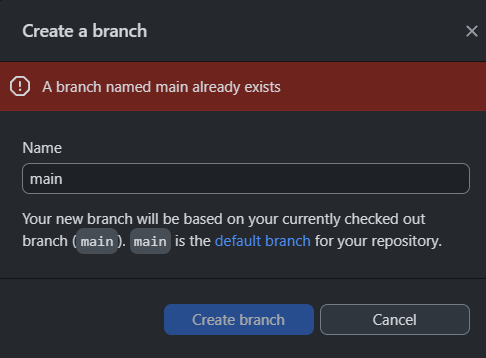 Create a branch
A branch named main already exists
Name
main
Your new branch will be based on your currently checked out
branch (main). main is the default branch for your repository.
Create branch
Cancel